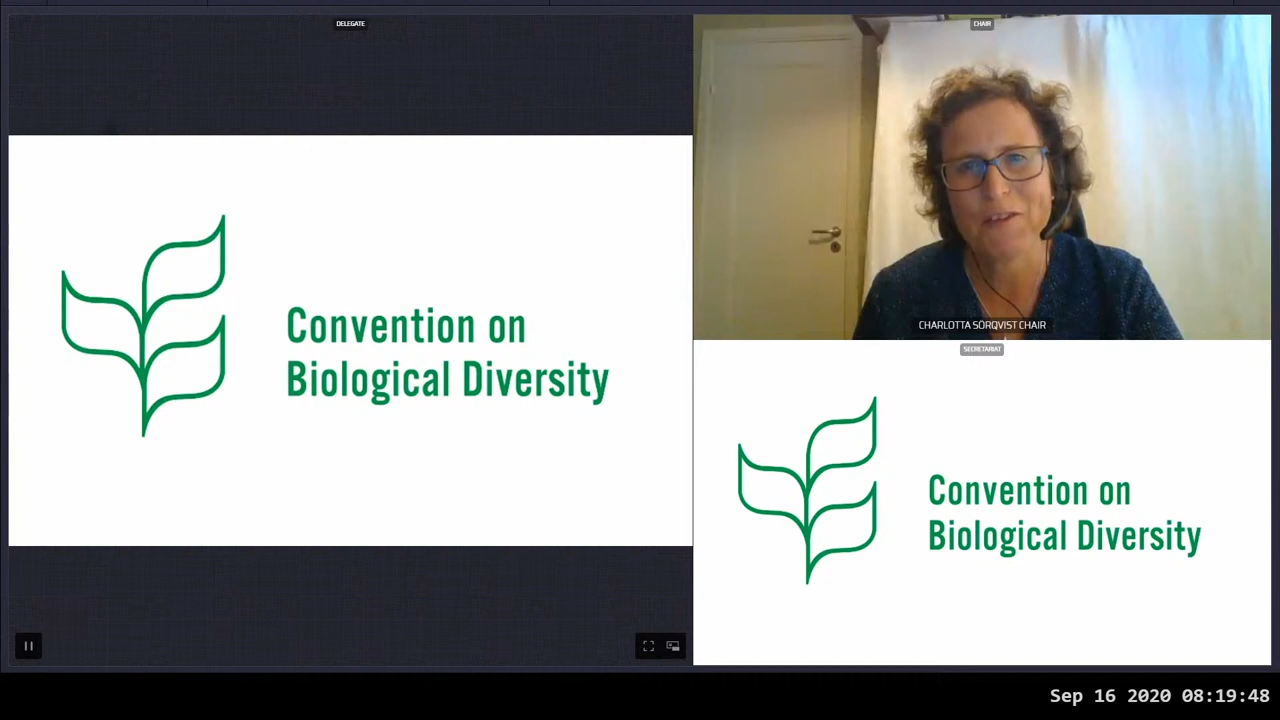 DELEGATE
Convention on
Biological Diversity
CHAIR
CHARLOTTA SÖRQVIST CHAIR
SECRETARIAT
Convention on
Biological Diversity
Sep 16 2020 08:19:48